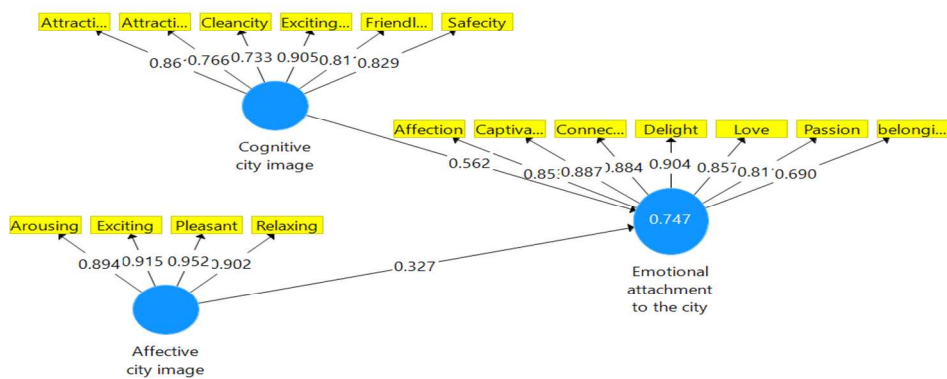 Attracti... Attracti... Cleancity Exciting... Friendl... Safecity
0.766 0.733 0.905 0.829
Cognitive
city image
Affection Captiva... Connec... Delight Love Passion belongi...
0.562 0.887 0.884 0.904 0.857 0.690
0.747
Arousing Exciting Pleasant Relaxing
0.894 0.915 0.952 0.902
0.327
Emotional
attachment
to the city
Affective
city image